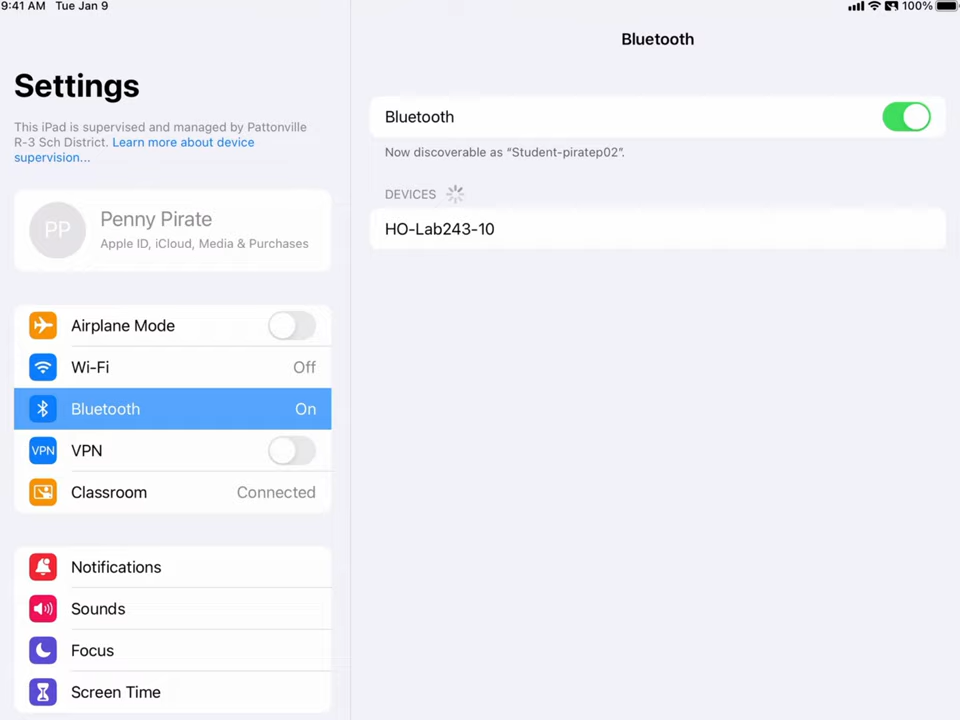 9:41 AM Tue Jan 9 100%
Settings
This iPad is supervised and managed by Pattonville
R-3 Sch District. Learn more about device
supervision...
PP
Penny Pirate
Apple ID, iCloud, Media & Purchases
Airplane Mode
Wi-Fi Off
Bluetooth On
VPN VPN
Classroom Connected
Notifications
Sounds
Focus
Screen Time
Bluetooth
Bluetooth
Now discoverable as “Student-piratep02”.
DEVICES
HO-Lab243-10